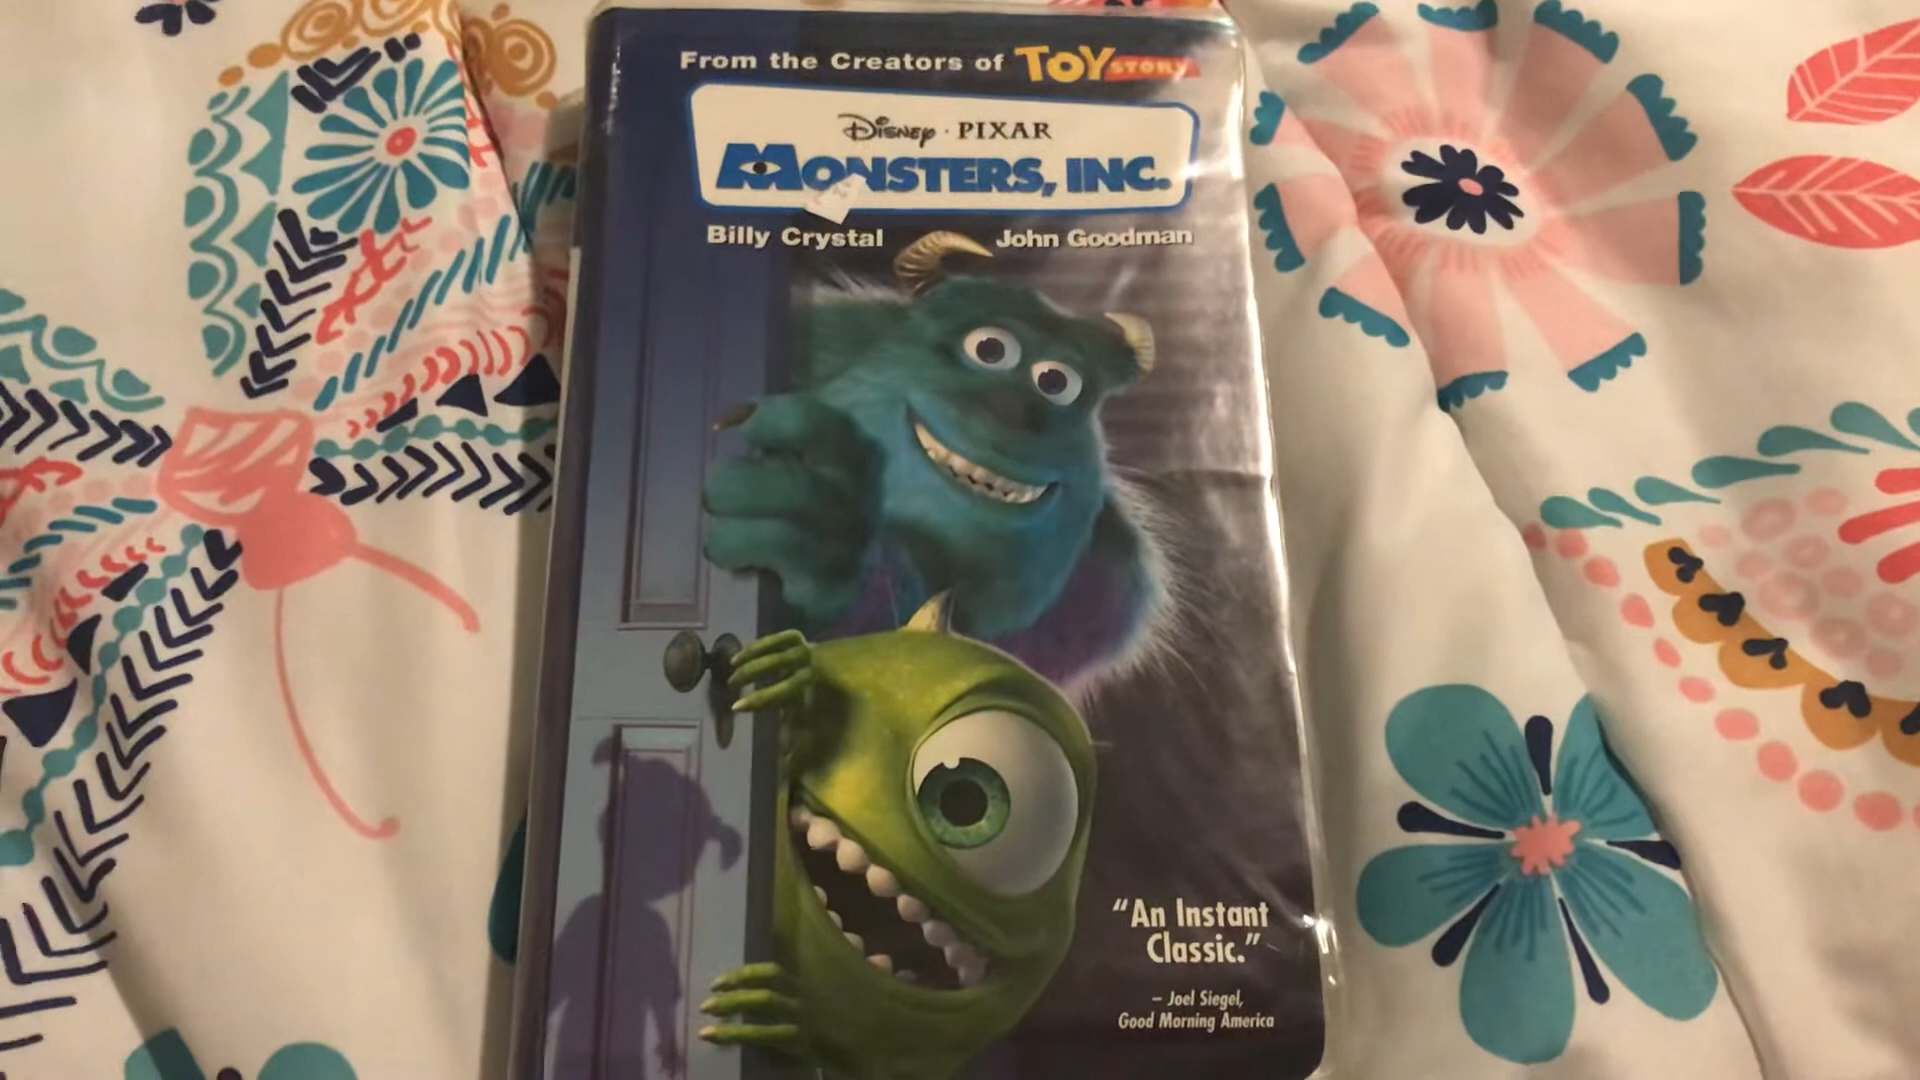 From the Creators of TOY STORY
Disney · PIXAR
MONSTERS, INC.
Billy Crystal John Goodman
“An Instant
Classic.”
– Joel Siegel,
Good Morning America